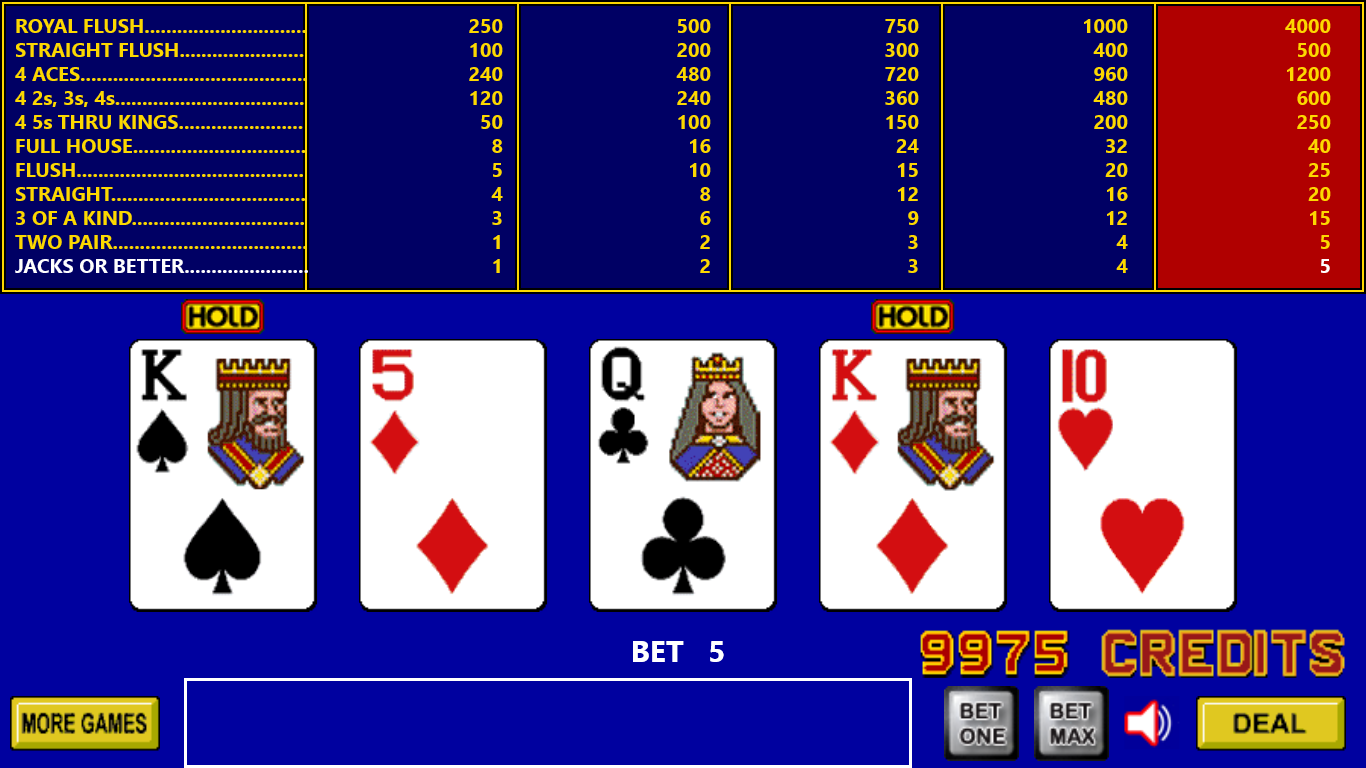 ROYAL FLUSH.............................. 250 500 750 1000 4000
STRAIGHT FLUSH....................... 100 200 300 400 500
4 ACES.......................................... 240 480 720 960 1200
4 2s, 3s, 4s................................... 120 240 360 480 600
4 5s THRU KINGS....................... 50 100 150 200 250
FULL HOUSE................................ 8 16 24 32 40
FLUSH.......................................... 5 10 15 20 25
STRAIGHT.................................... 4 8 12 16 20
3 OF A KIND................................ 3 6 9 12 15
TWO PAIR.................................... 1 2 3 4 5
JACKS OR BETTER....................... 1 2 3 4 5
HOLD HOLD
K 5 Q K 10
BET 5
9975 CREDITS
MORE GAMES
BET ONE
BET MAX
DEAL